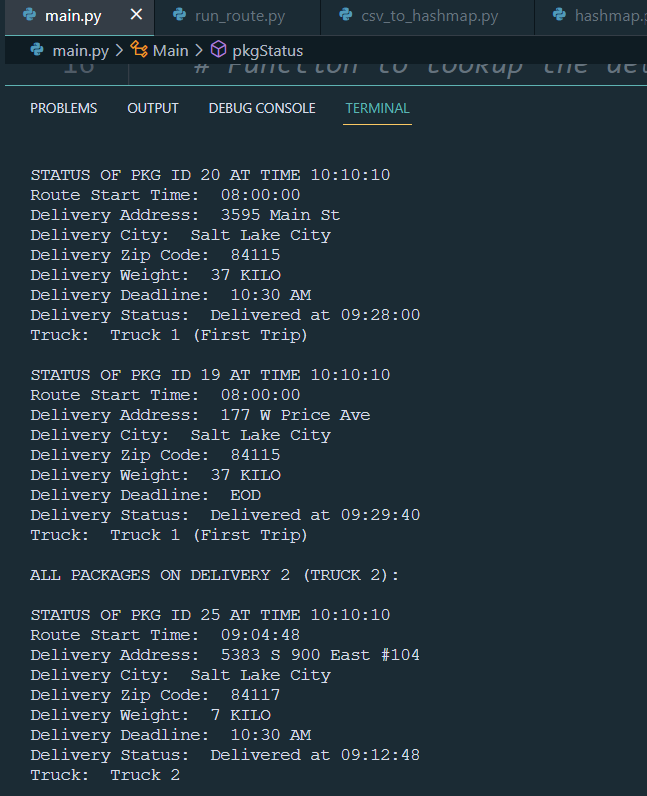 main.py × run_route.py csv_to_hashmap.py hashmap.
main.py > Main > pkgStatus
16 # Function to lookup the de
PROBLEMS OUTPUT DEBUG CONSOLE TERMINAL
STATUS OF PKG ID 20 AT TIME 10:10:10
Route Start Time:  08:00:00
Delivery Address:  3595 Main St
Delivery City:  Salt Lake City
Delivery Zip Code:  84115
Delivery Weight:  37 KILO
Delivery Deadline:  10:30 AM
Delivery Status:  Delivered at 09:28:00
Truck:  Truck 1 (First Trip)
STATUS OF PKG ID 19 AT TIME 10:10:10
Route Start Time:  08:00:00
Delivery Address:  177 W Price Ave
Delivery City:  Salt Lake City
Delivery Zip Code:  84115
Delivery Weight:  37 KILO
Delivery Deadline:  EOD
Delivery Status:  Delivered at 09:29:40
Truck:  Truck 1 (First Trip)
ALL PACKAGES ON DELIVERY 2 (TRUCK 2):
STATUS OF PKG ID 25 AT TIME 10:10:10
Route Start Time:  09:04:48
Delivery Address:  5383 S 900 East #104
Delivery City:  Salt Lake City
Delivery Zip Code:  84117
Delivery Weight:  7 KILO
Delivery Deadline:  10:30 AM
Delivery Status:  Delivered at 09:12:48
Truck:  Truck 2